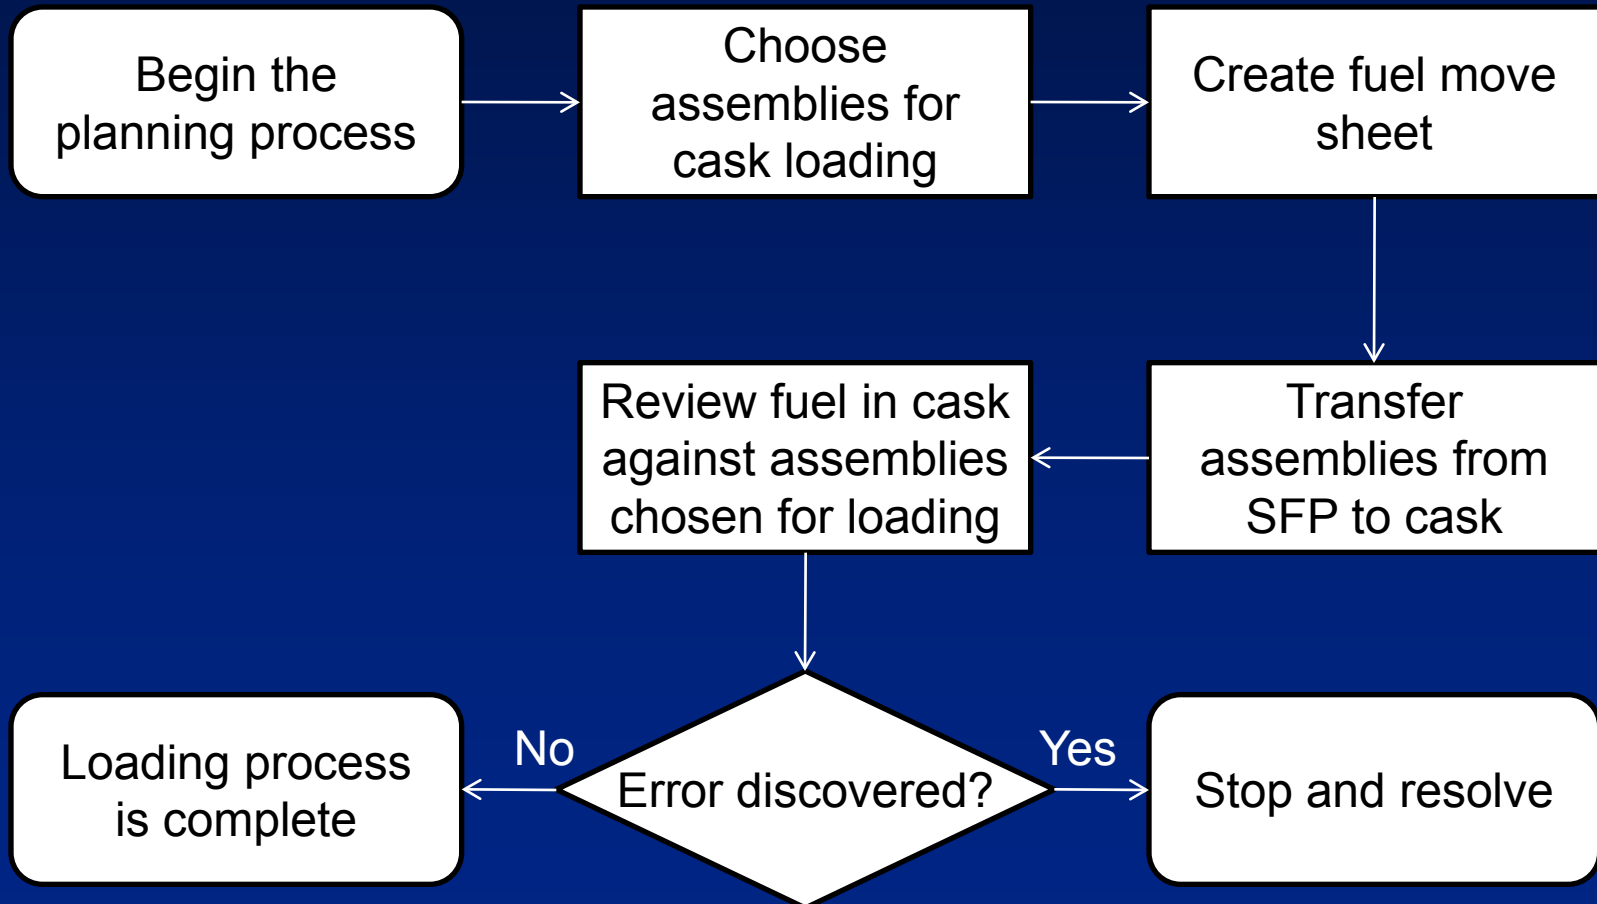 Begin the
planning process
Choose
assemblies for
cask loading
Create fuel move
sheet
Transfer
assemblies from
SFP to cask
Review fuel in cask
against assemblies
chosen for loading
Error discovered?
No
Yes
Loading process
is complete
Stop and resolve